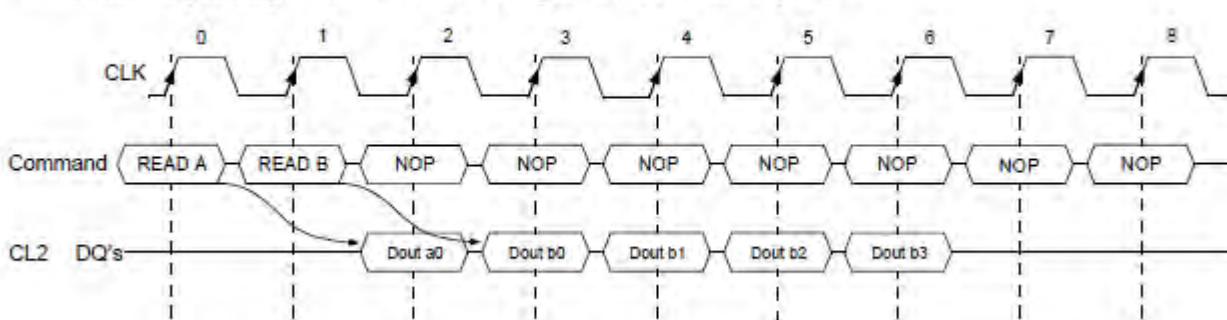 0 1 2 3 4 5 6 7 8
CLK
Command READ A READ B NOP NOP NOP NOP NOP NOP NOP
CL2 DQ's Dout a0 Dout b0 Dout b1 Dout b2 Dout b3